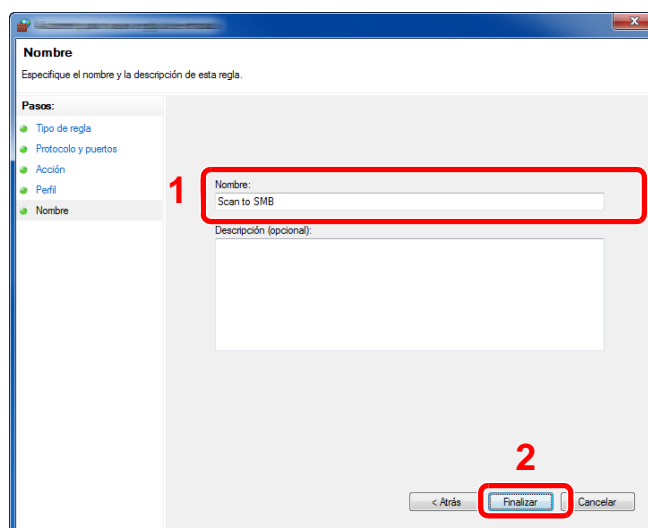 Nombre
Especifique el nombre y la descripción de esta regla.
Pasos:
Tipo de regla
Protocolo y puertos
Acción
Perfil
Nombre
1
Nombre:
Scan to SMB
Descripción (opcional):
2
< Atrás
Finalizar
Cancelar